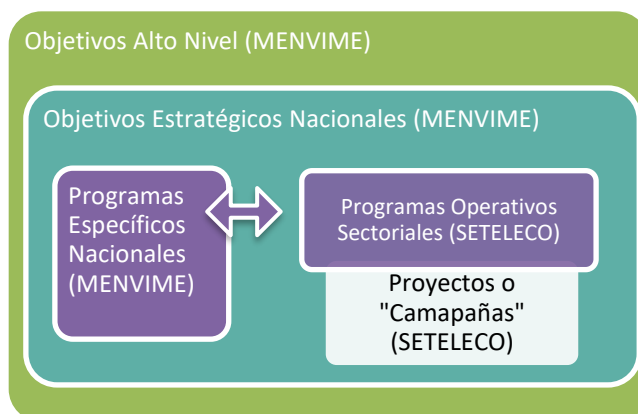 Objetivos Alto Nivel (MENVIME)
Objetivos Estratégicos Nacionales (MENVIME)
Programas
Específicos
Nacionales
(MENVIME)
Programas Operativos
Sectoriales (SETELECO)
Proyectos o
"Camapañas"
(SETELECO)